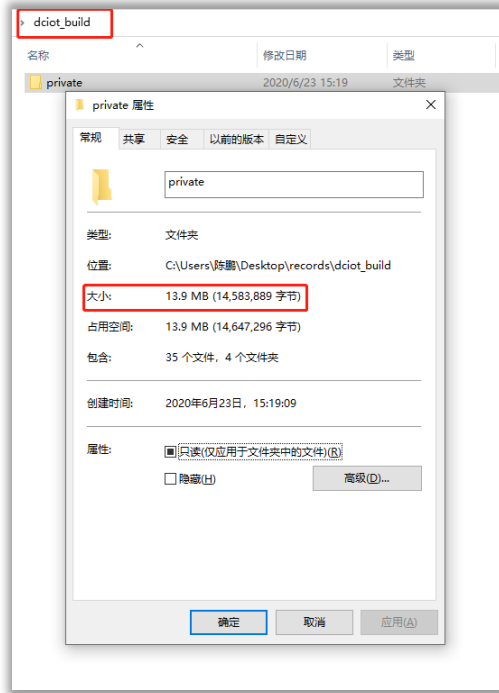 › dciot_build
名称 修改日期 类型
private 2020/6/23 15:19 文件夹
private 属性
常规 共享 安全 以前的版本 自定义
private
类型: 文件夹
位置: C:\Users\陈鹏\Desktop\records\dciot_build
大小: 13.9 MB (14,583,889 字节)
占用空间: 13.9 MB (14,647,296 字节)
包含: 35 个文件，4 个文件夹
创建时间: 2020年6月23日，15:19:09
属性: 只读(仅应用于文件夹中的文件)(R)
隐藏(H) 高级(D)...
确定 取消 应用(A)